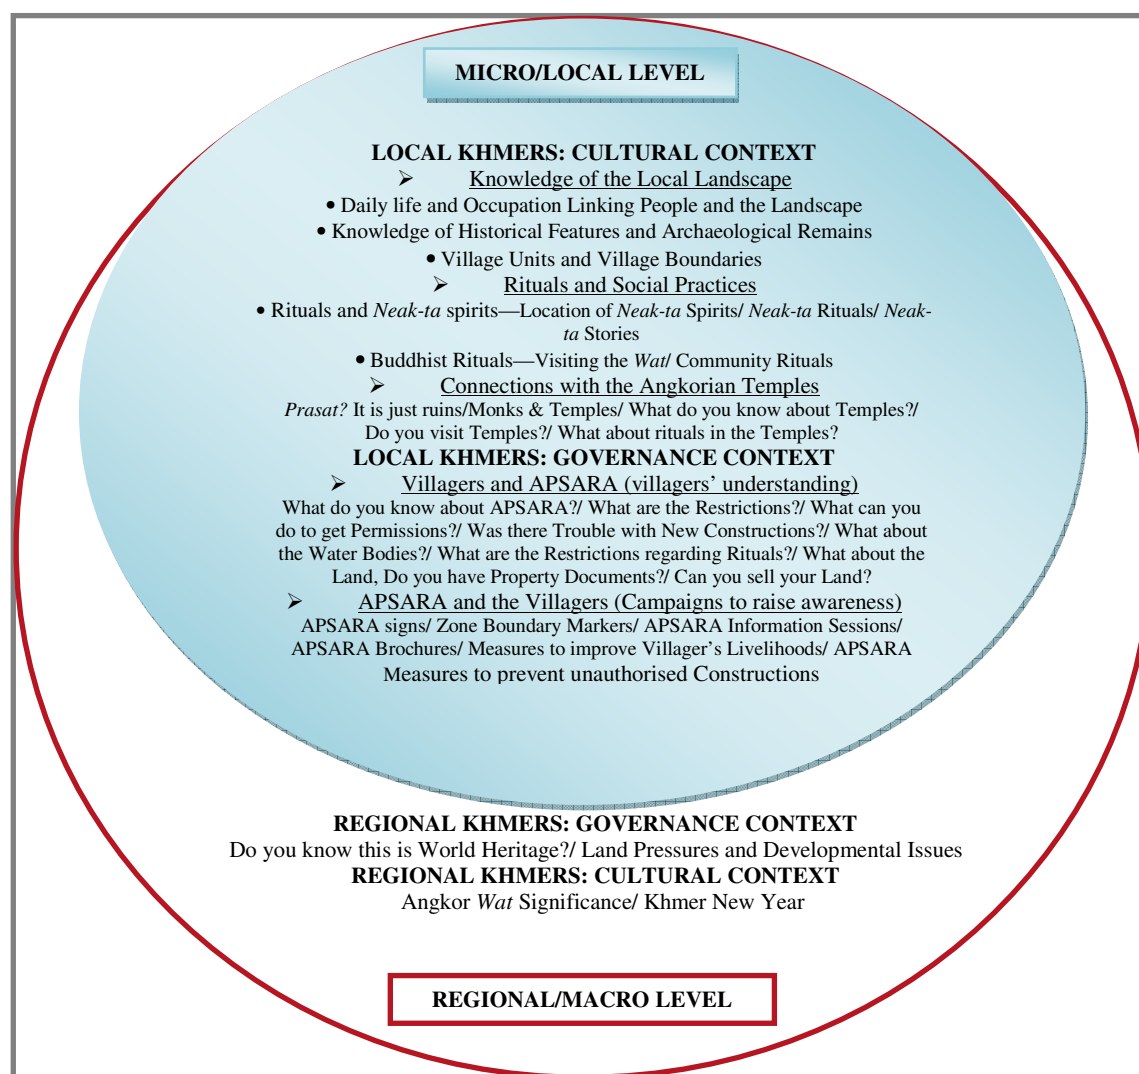 MICRO/LOCAL LEVEL
LOCAL KHMERS: CULTURAL CONTEXT
➢ Knowledge of the Local Landscape
• Daily life and Occupation Linking People and the Landscape
• Knowledge of Historical Features and Archaeological Remains
• Village Units and Village Boundaries
➢ Rituals and Social Practices
• Rituals and Neak-ta spirits—Location of Neak-ta Spirits/ Neak-ta Rituals/ Neak-
ta Stories
• Buddhist Rituals—Visiting the Wat/ Community Rituals
➢ Connections with the Angkorian Temples
Prasat? It is just ruins/Monks & Temples/ What do you know about Temples?/
Do you visit Temples?/ What about rituals in the Temples?
LOCAL KHMERS: GOVERNANCE CONTEXT
➢ Villagers and APSARA (villagers' understanding)
What do you know about APSARA?/ What are the Restrictions?/ What can you
do to get Permissions?/ Was there Trouble with New Constructions?/ What about
the Water Bodies?/ What are the Restrictions regarding Rituals?/ What about the
Land, Do you have Property Documents?/ Can you sell your Land?
➢ APSARA and the Villagers (Campaigns to raise awareness)
APSARA signs/ Zone Boundary Markers/ APSARA Information Sessions/
APSARA Brochures/ Measures to improve Villager's Livelihoods/ APSARA
Measures to prevent unauthorised Constructions
REGIONAL KHMERS: GOVERNANCE CONTEXT
Do you know this is World Heritage?/ Land Pressures and Developmental Issues
REGIONAL KHMERS: CULTURAL CONTEXT
Angkor Wat Significance/ Khmer New Year
REGIONAL/MACRO LEVEL